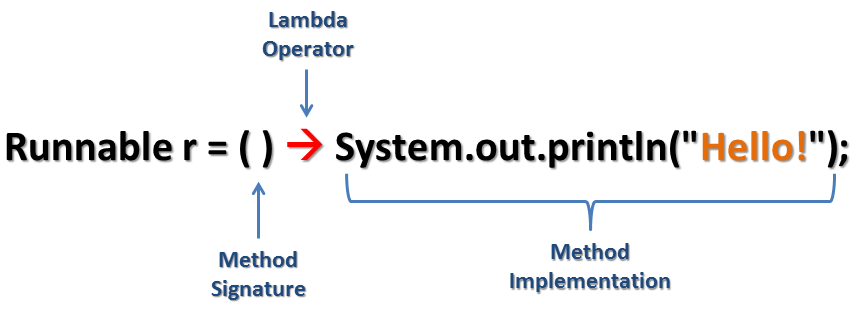 Lambda
Operator
Runnable r = ( ) → System.out.println("Hello!");
Method
Signature
Method
Implementation